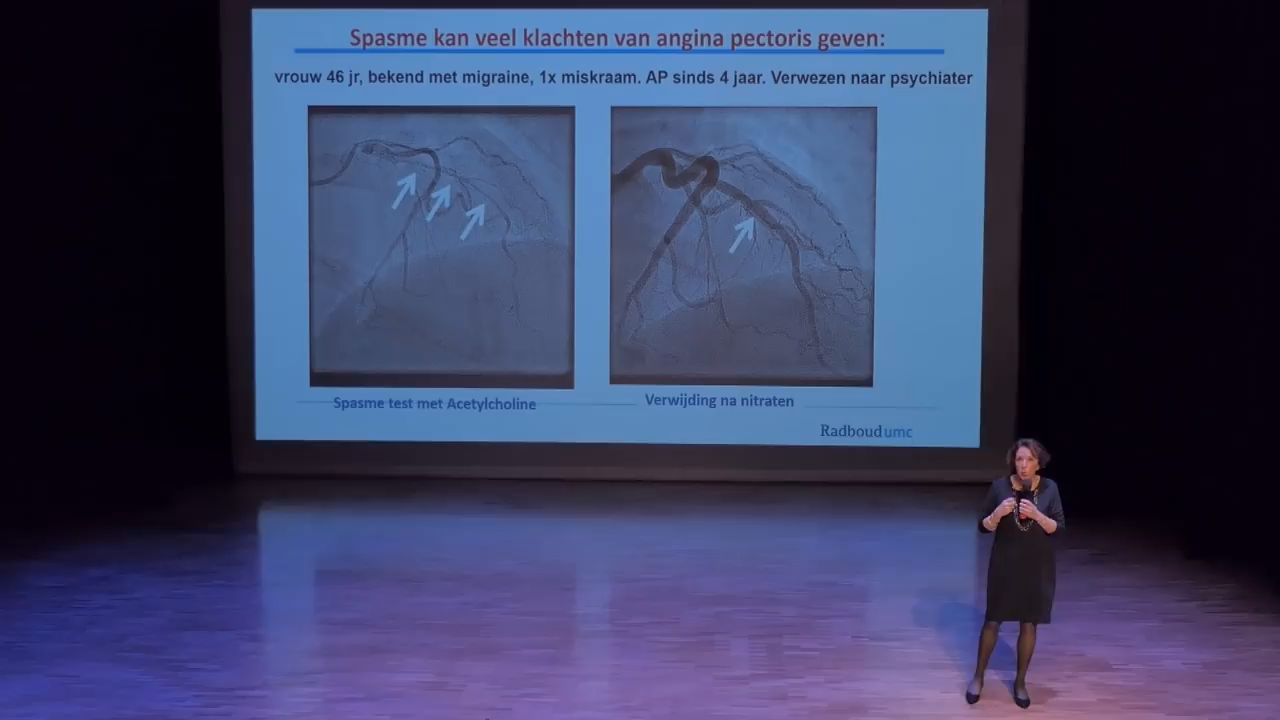 Spasme kan veel klachten van angina pectoris geven:
vrouw 46 jr, bekend met migraine, 1x miskraam. AP sinds 4 jaar. Verwezen naar psychiater
Spasme test met Acetylcholine
Verwijding na nitraten
Radboudumc